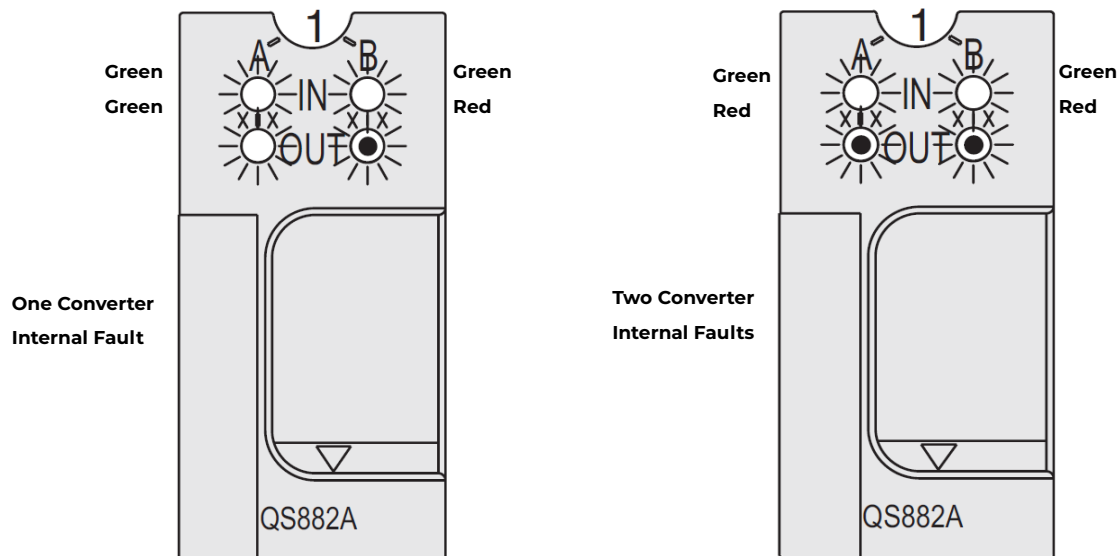 1
A B
Green IN Green
Green X X X X Red
OUT
One Converter
Internal Fault
QS882A
1
A B
Green IN Green
Red X X X X Red
OUT
Two Converter
Internal Faults
QS882A